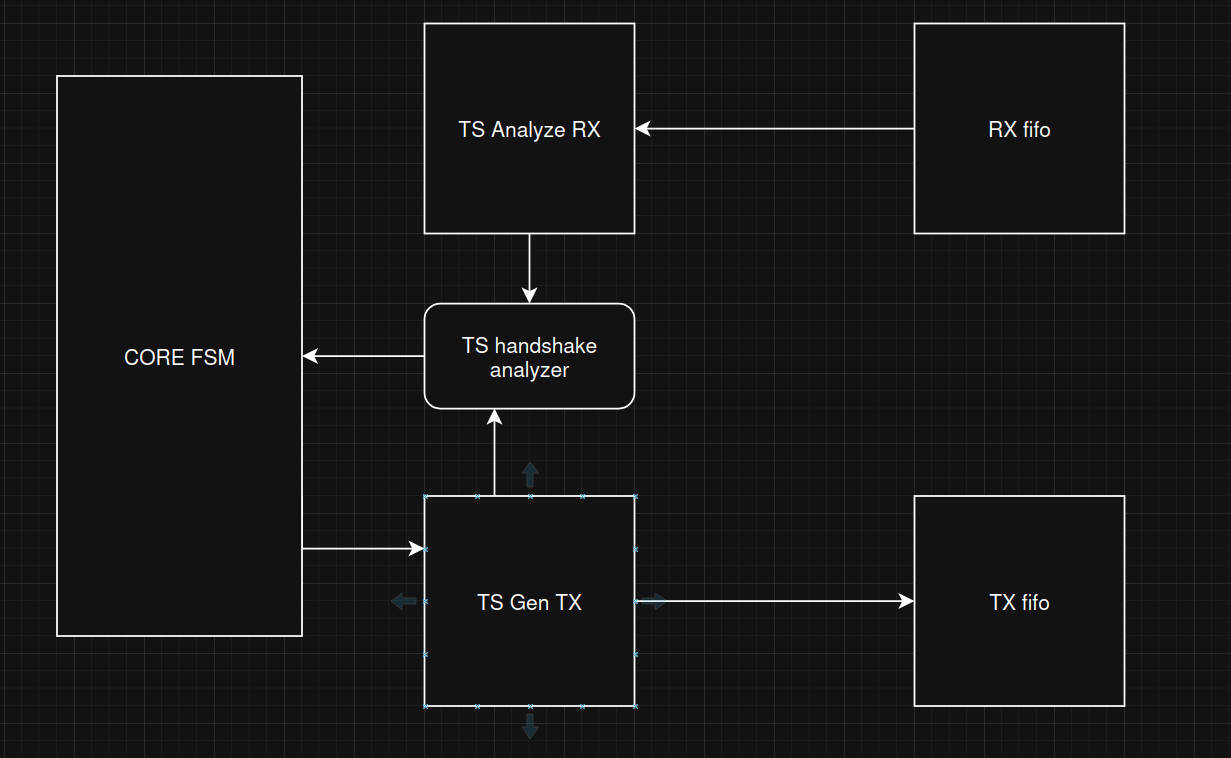 TS Analyze RX
RX fifo
CORE FSM
TS handshake
analyzer
TS Gen TX
TX fifo